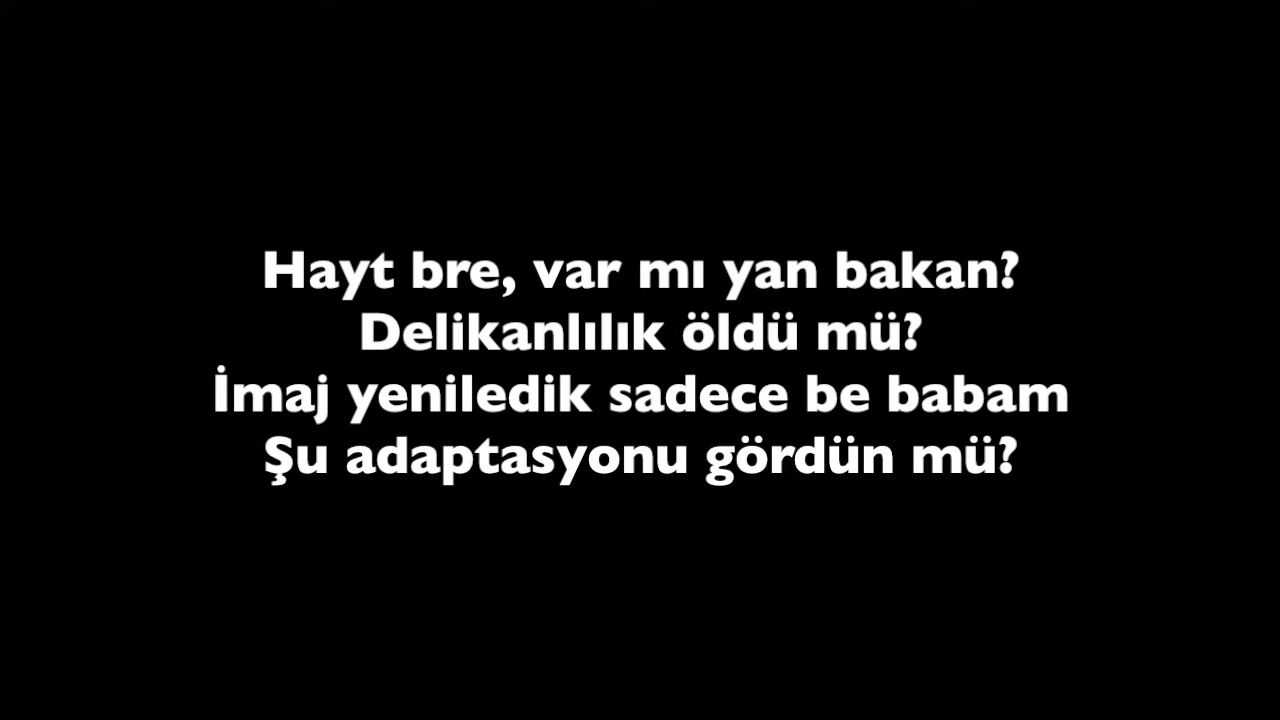 Hayt bre, var mı yan bakan?
Delikanlılık öldü mü?
İmaj yeniledik sadece be babam
Şu adaptasyonu gördün mü?